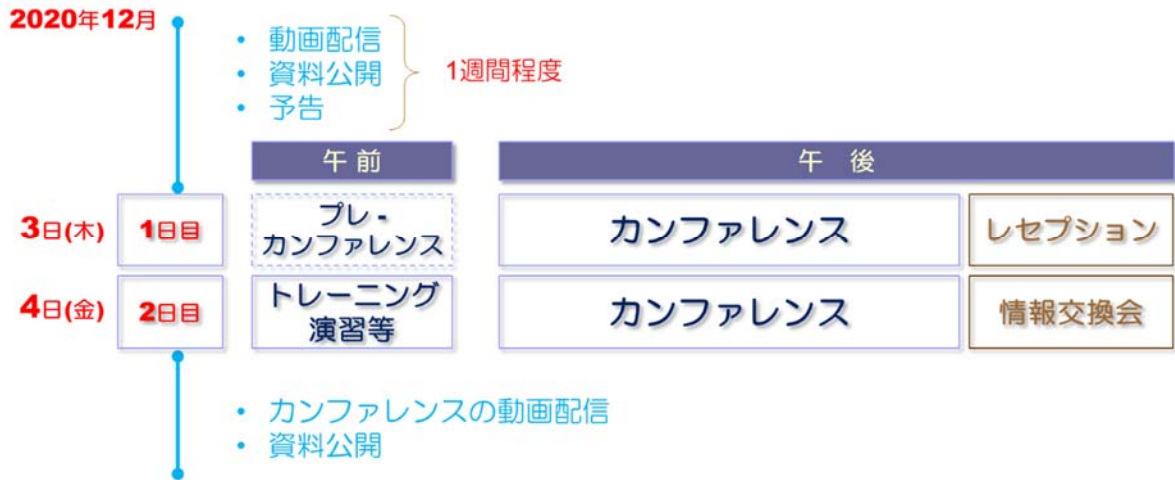 2020年12月
• 動画配信
• 資料公開
• 予告
1週間程度
午前
午 後
3日(木)
1日目
プレ -
カンファレンス
カンファレンス
レセプション
4日(金)
2日目
トレーニング
演習等
カンファレンス
情報交換会
• カンファレンスの動画配信
• 資料公開